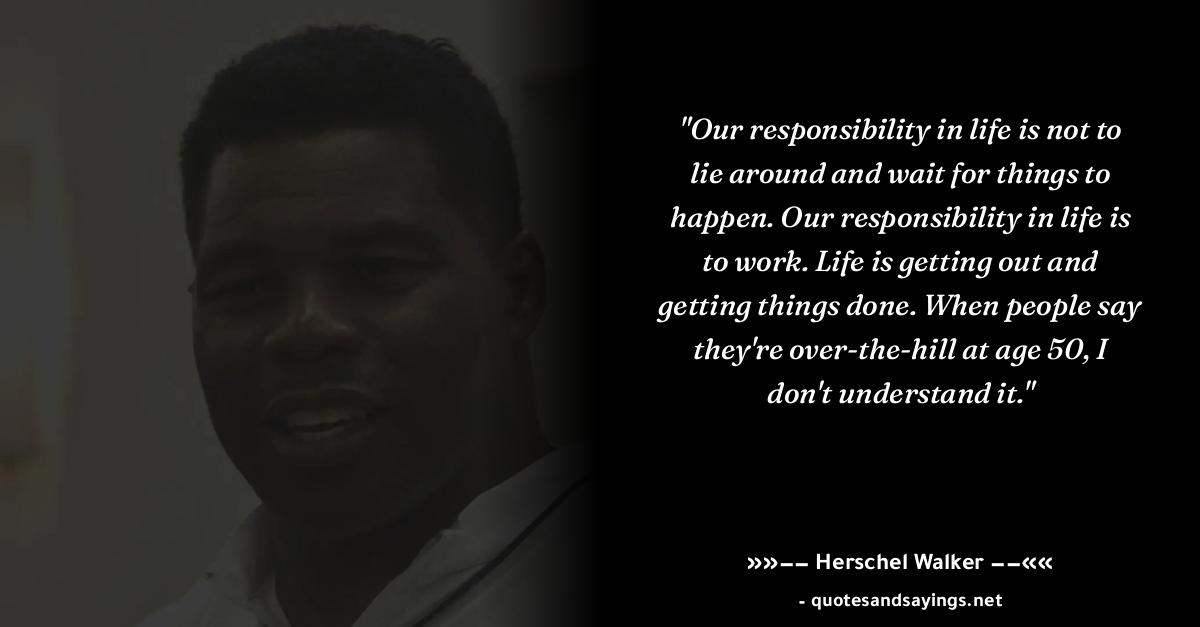 "Our responsibility in life is not to
lie around and wait for things to
happen. Our responsibility in life is
to work. Life is getting out and
getting things done. When people say
they're over-the-hill at age 50, I
don't understand it."
»»−− Herschel Walker −−««
- quotesandsayings.net